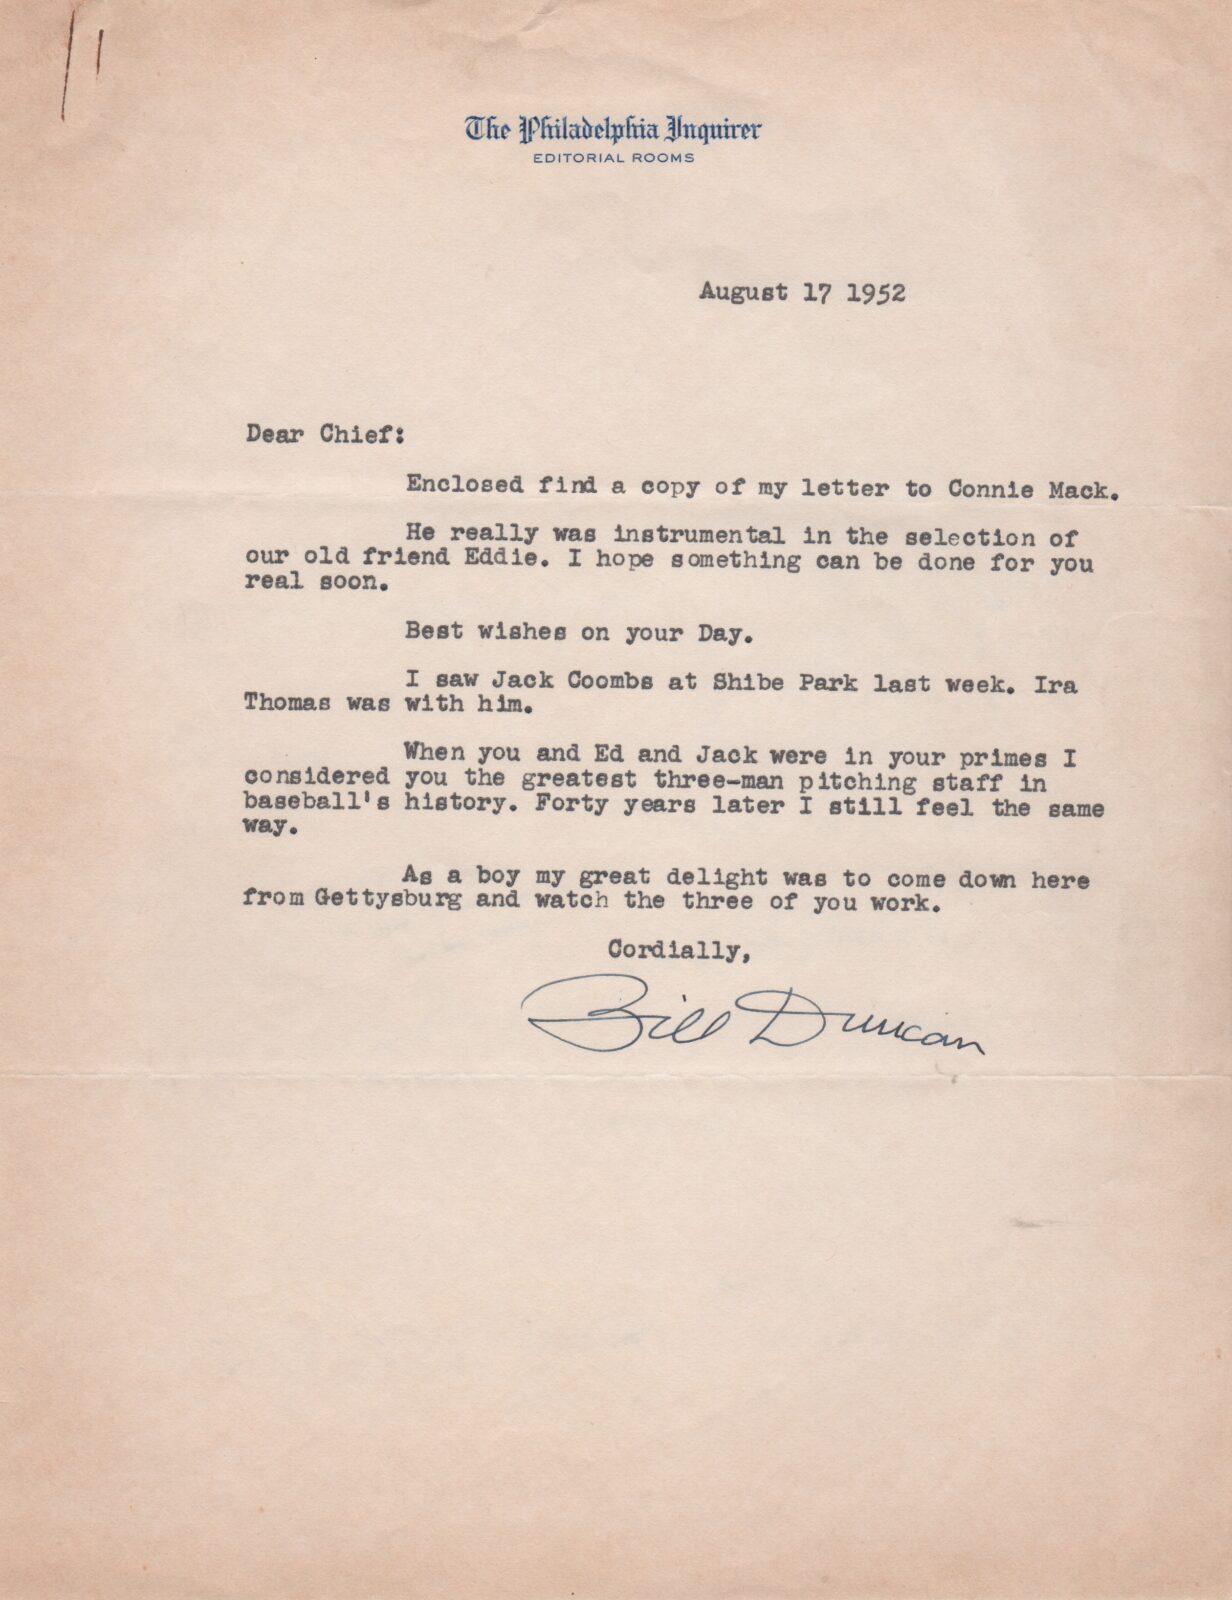 The Philadelphia Inquirer
EDITORIAL ROOMS
August 17 1952
Dear Chief:
Enclosed find a copy of my letter to Connie Mack.
He really was instrumental in the selection of
our old friend Eddie. I hope something can be done for you
real soon.
Best wishes on your Day.
I saw Jack Coombs at Shibe Park last week. Ira
Thomas was with him.
When you and Ed and Jack were in your primes I
considered you the greatest three-man pitching staff in
baseball's history. Forty years later I still feel the same
way.
As a boy my great delight was to come down here
from Gettysburg and watch the three of you work.
Cordially,
Bill Duncan